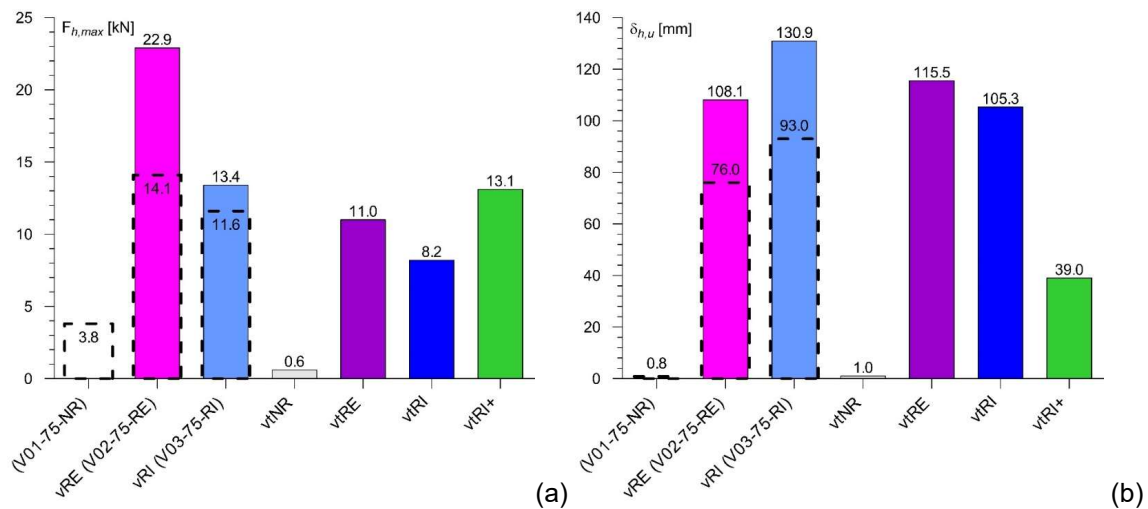 F_h,max [kN]
25
20
15
10
5
0
3.8
22.9
14.1
13.4
11.6
0.6
11.0
8.2
13.1
(V01-75-NR)
vRE (V02-75-RE)
vRI (V03-75-RI)
vtNR
vtRE
vtRI
vtRI+
(a)
δ_h,u [mm]
140
120
100
80
60
40
20
0
0.8
108.1
76.0
130.9
93.0
1.0
115.5
105.3
39.0
(V01-75-NR)
vRE (V02-75-RE)
vRI (V03-75-RI)
vtNR
vtRE
vtRI
vtRI+
(b)